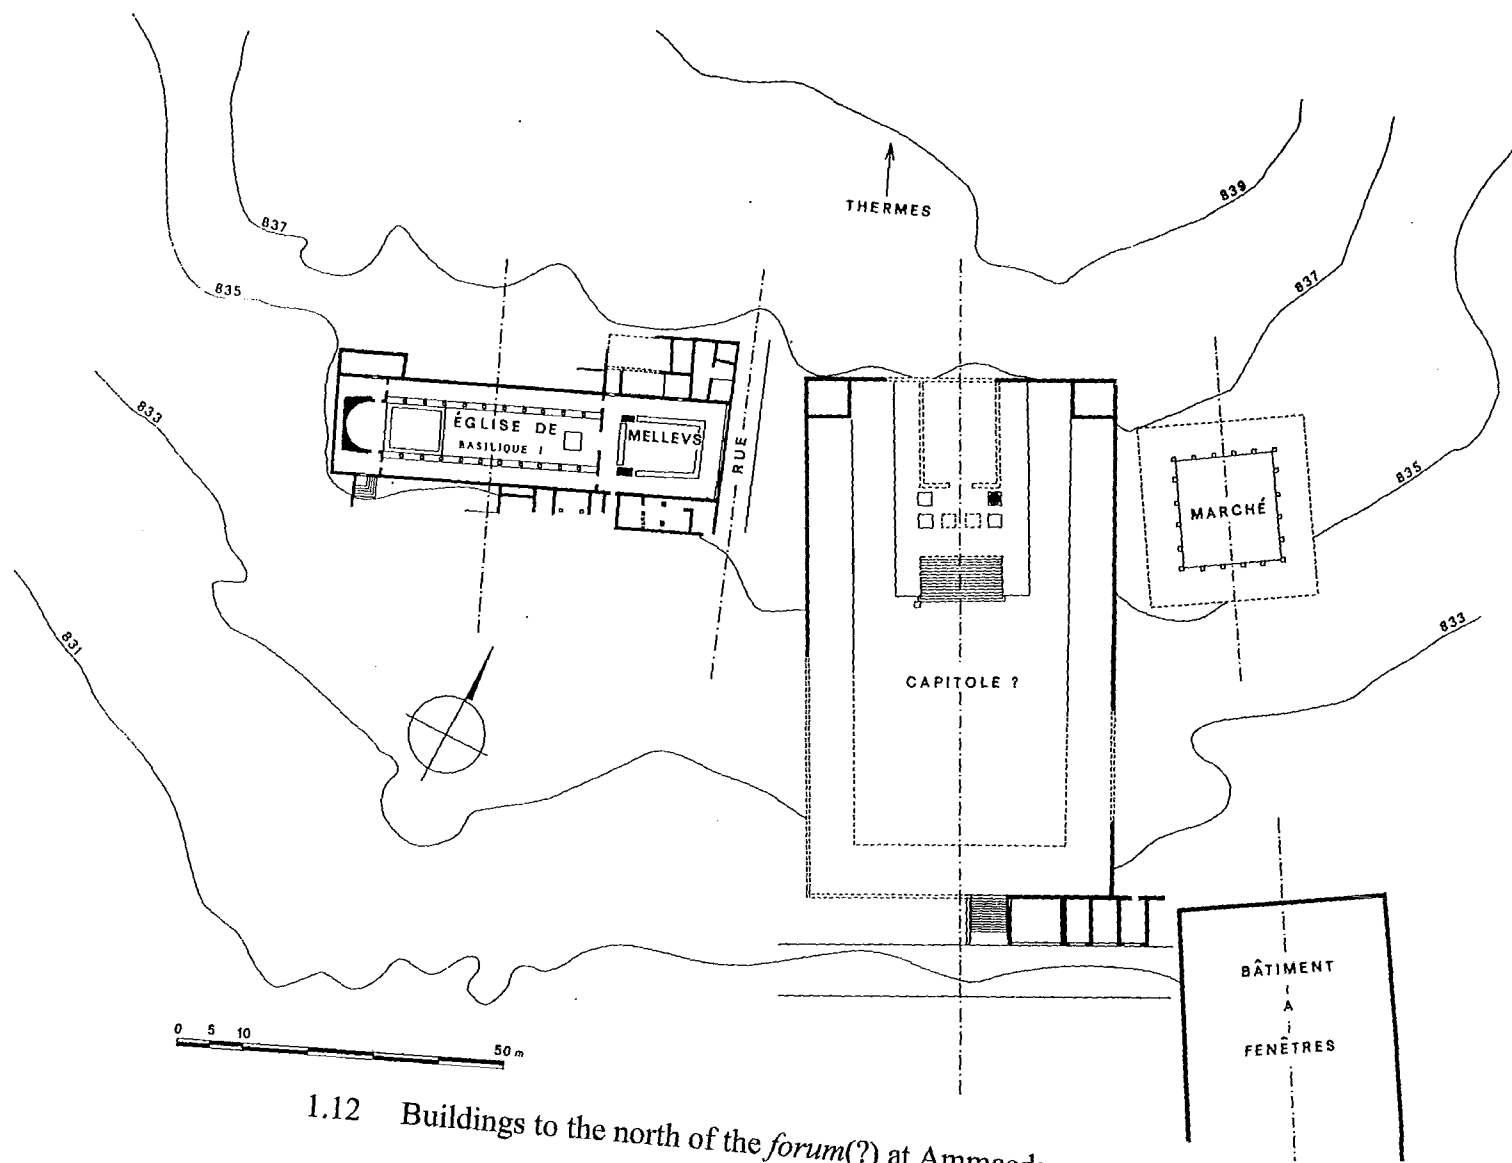 839
THERMES
837
837
835
RUE
ÉGLISE DE
BASILIQUE I
MELLEVS
833
835
MARCHÉ
831
833
CAPITOLE ?
BÂTIMENT
A
FENÊTRES
0 5 10 50 m
1.12 Buildings to the north of the forum(?) at